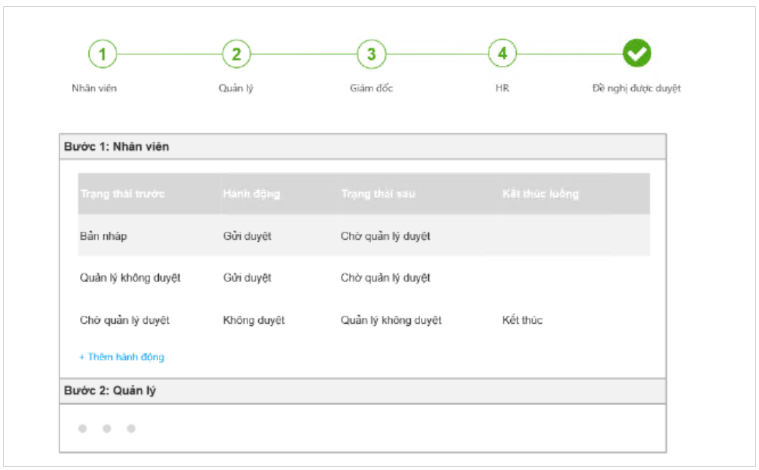 1 2 3 4
Nhân viên Quản lý Giám đốc HR Đề nghị được duyệt
Bước 1: Nhân viên
Trạng thái trước Hành động Trạng thái sau Kết thúc luồng
Bản nháp Gửi duyệt Chờ quản lý duyệt
Quản lý không duyệt Gửi duyệt Chờ quản lý duyệt
Chờ quản lý duyệt Không duyệt Quản lý không duyệt Kết thúc
+ Thêm hành động
Bước 2: Quản lý